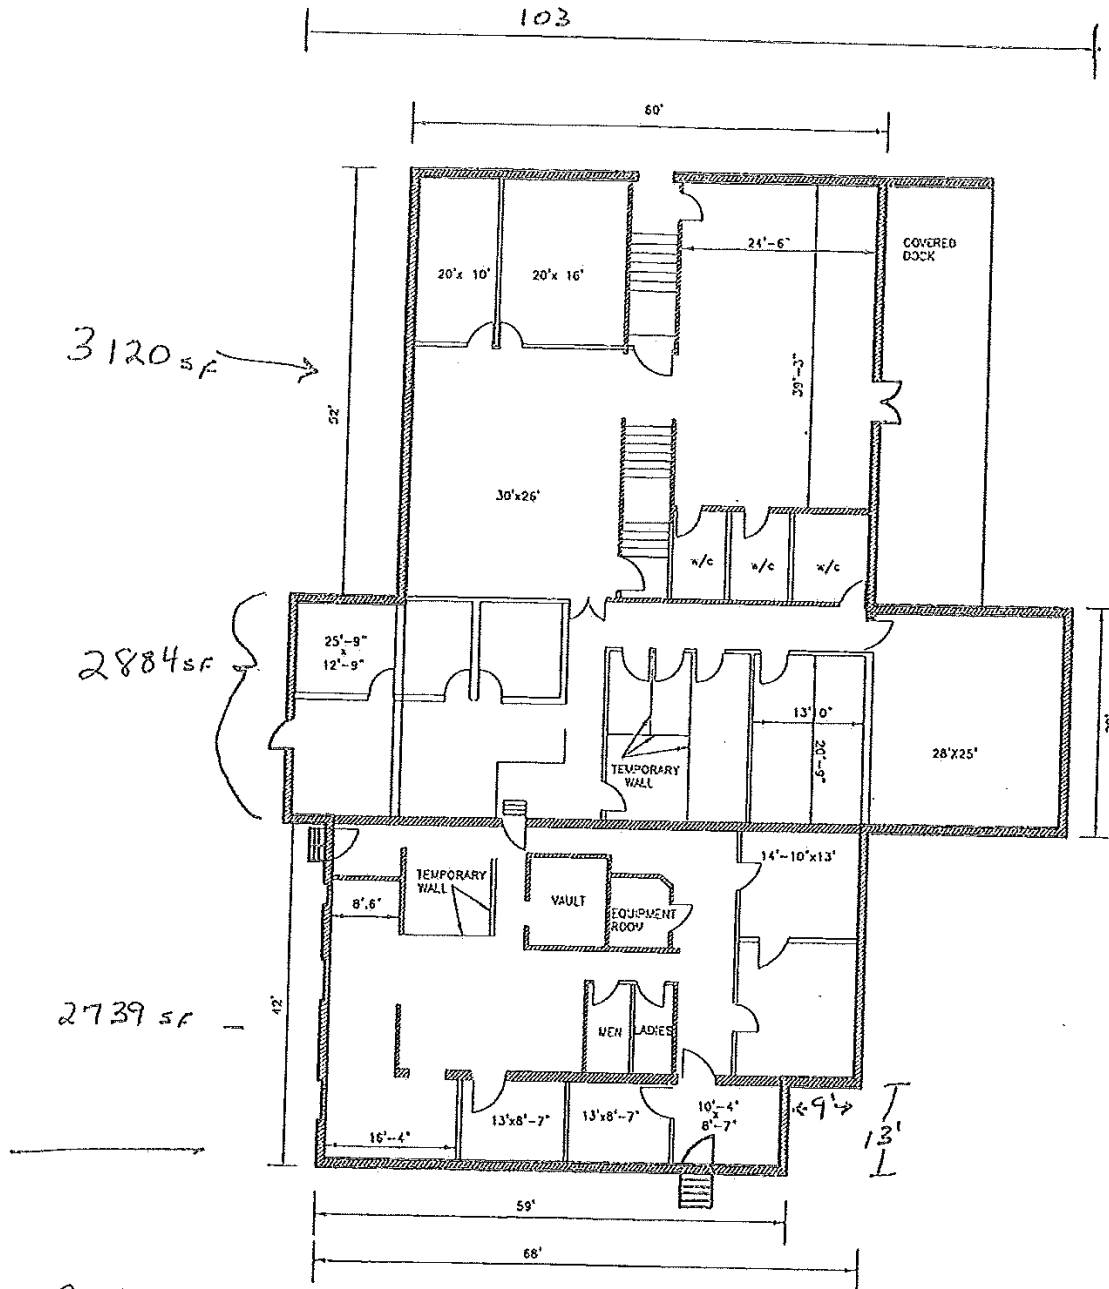 103
60'
24'-6"
COVERED
DOCK
20'x 10'
20'x 16'
3120 SF
39'-3"
52'
30'x26'
w/c
w/c
w/c
25'-9"
x
12'-9"
2884 SF
13'10"
20'-9"
28'X25'
TEMPORARY
WALL
14'-10"x13'
TEMPORARY
WALL
8'.6"
VAULT
EQUIPMENT
ROOM
2739 SF
42'
MEN
LADIES
13'x8'-7"
13'x8'-7"
10'-4"
x
8'-7"
9'
13'
16'-4"
59'
68'